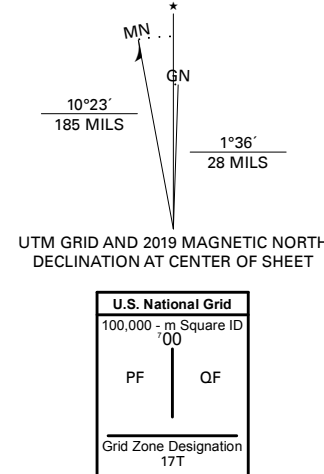 ★
MN
GN
10°23´
185 MILS
1°36´
28 MILS
UTM GRID AND 2019 MAGNETIC NORTH
DECLINATION AT CENTER OF SHEET
U.S. National Grid
100,000 - m Square ID
⁷00
PF QF
Grid Zone Designation
17T